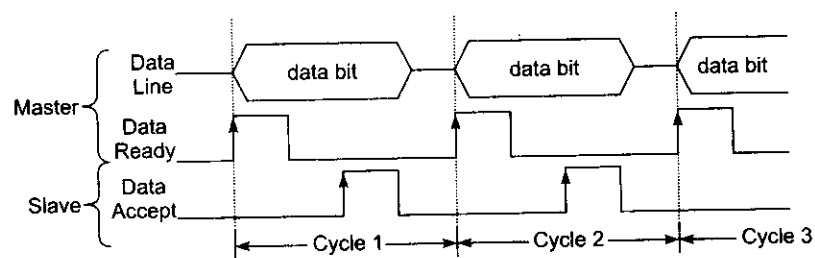 Data
Line
data bit
data bit
data bit
Master
Data
Ready
Slave
Data
Accept
Cycle 1
Cycle 2
Cycle 3